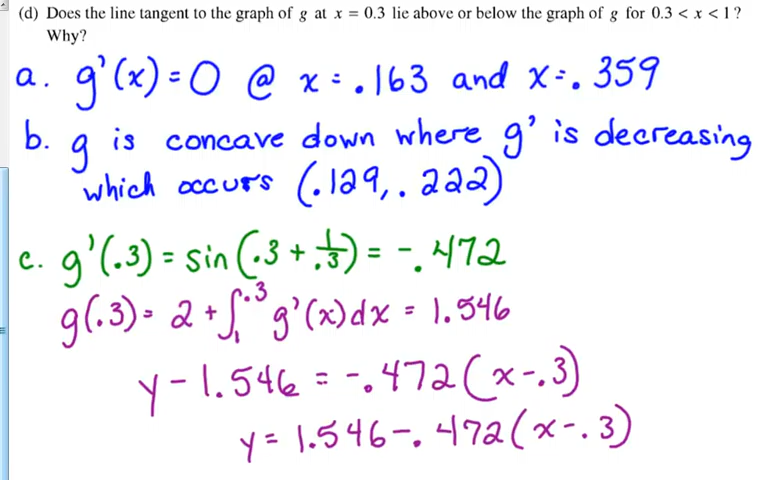 (d) Does the line tangent to the graph of g at x = 0.3 lie above or below the graph of g for 0.3 < x < 1?
Why?
a. g'(x) = 0 @ x = .163 and x = .359
b. g is concave down where g' is decreasing
which occurs (.129, .222)
c. g'(.3) = sin(.3 + 1/.3) = -.472
g(.3) = 2 + ∫₁^.3 g'(x)dx = 1.546
y - 1.546 = -.472(x-.3)
y = 1.546 -.472(x-.3)